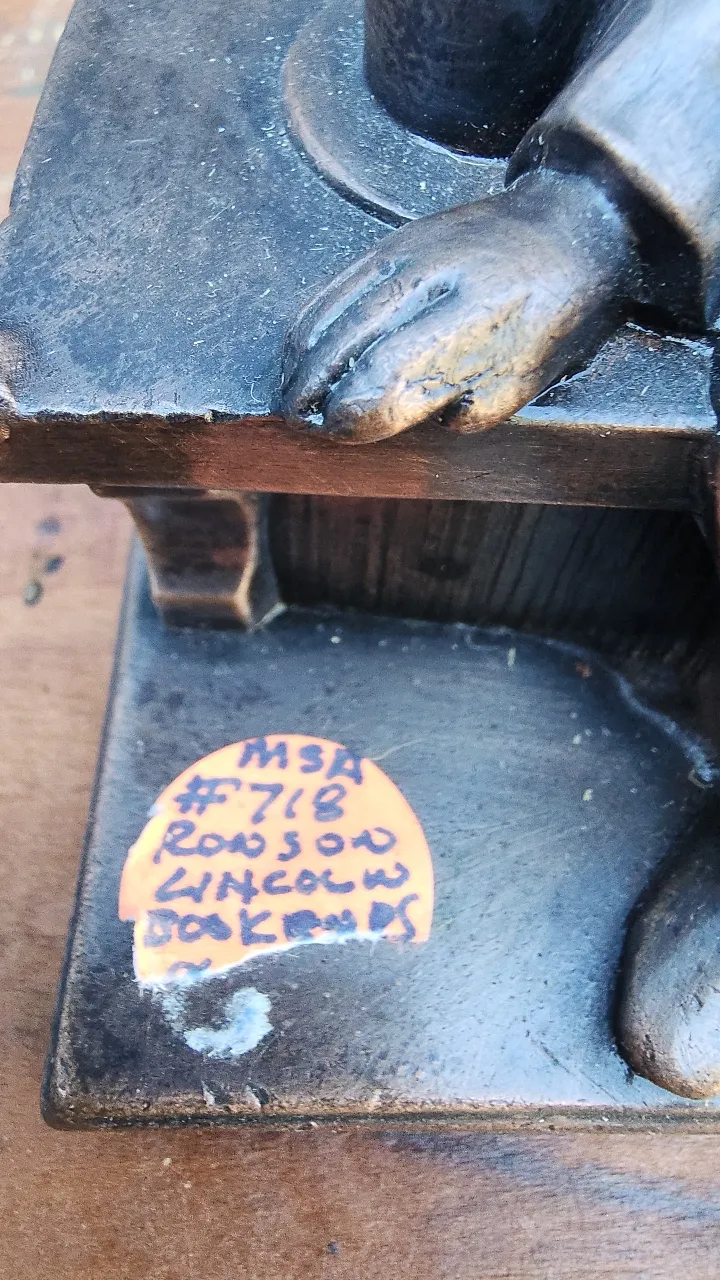 MSA
#718
RONSON
LINCOLN
BOOKENDS